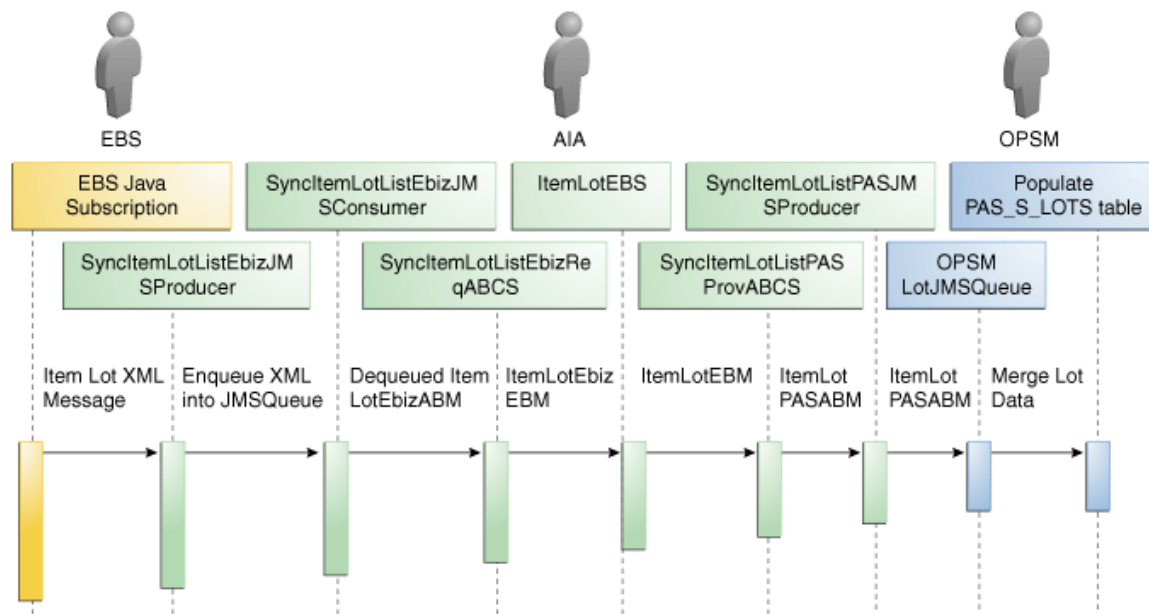 EBS
AIA
OPSM
EBS Java
Subscription
SyncItemLotListEbizJM
SConsumer
ItemLotEBS
SyncItemLotListPASJM
SProducer
Populate
PAS_S_LOTS table
SyncItemLotListEbizJM
SProducer
SyncItemLotListEbizRe
qABCS
SyncItemLotListPAS
ProvABCS
OPSM
LotJMSQueue
Item Lot XML
Message
Enqueue XML
into JMSQueue
Dequeued Item
LotEbizABM
ItemLotEbiz
EBM
ItemLotEBM
ItemLot
PASABM
ItemLot
PASABM
Merge Lot
Data